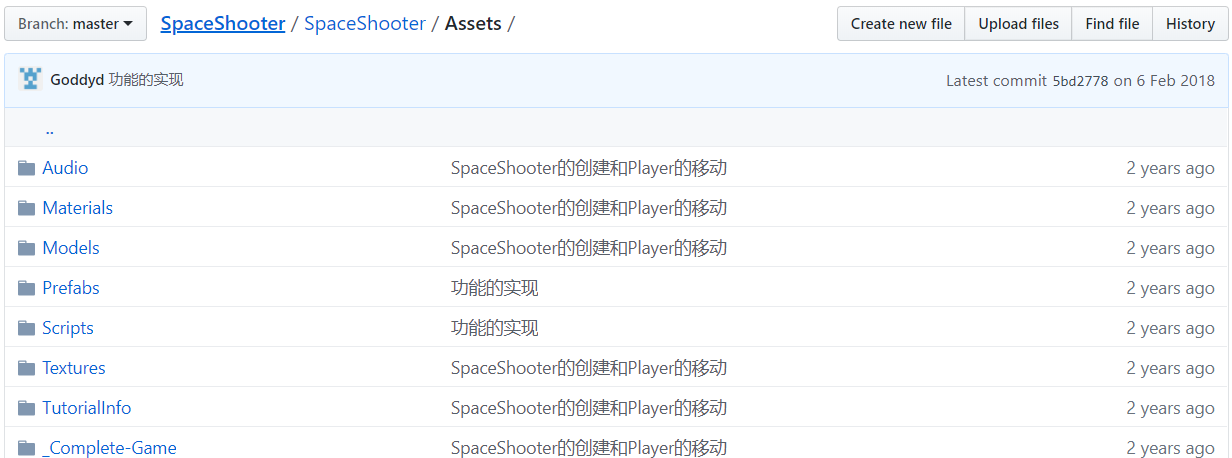 Branch: master SpaceShooter / SpaceShooter / Assets / Create new file Upload files Find file History
Goddyd 功能的实现 Latest commit 5bd2778 on 6 Feb 2018
..
Audio SpaceShooter的创建和Player的移动 2 years ago
Materials SpaceShooter的创建和Player的移动 2 years ago
Models SpaceShooter的创建和Player的移动 2 years ago
Prefabs 功能的实现 2 years ago
Scripts 功能的实现 2 years ago
Textures SpaceShooter的创建和Player的移动 2 years ago
TutorialInfo SpaceShooter的创建和Player的移动 2 years ago
_Complete-Game SpaceShooter的创建和Player的移动 2 years ago